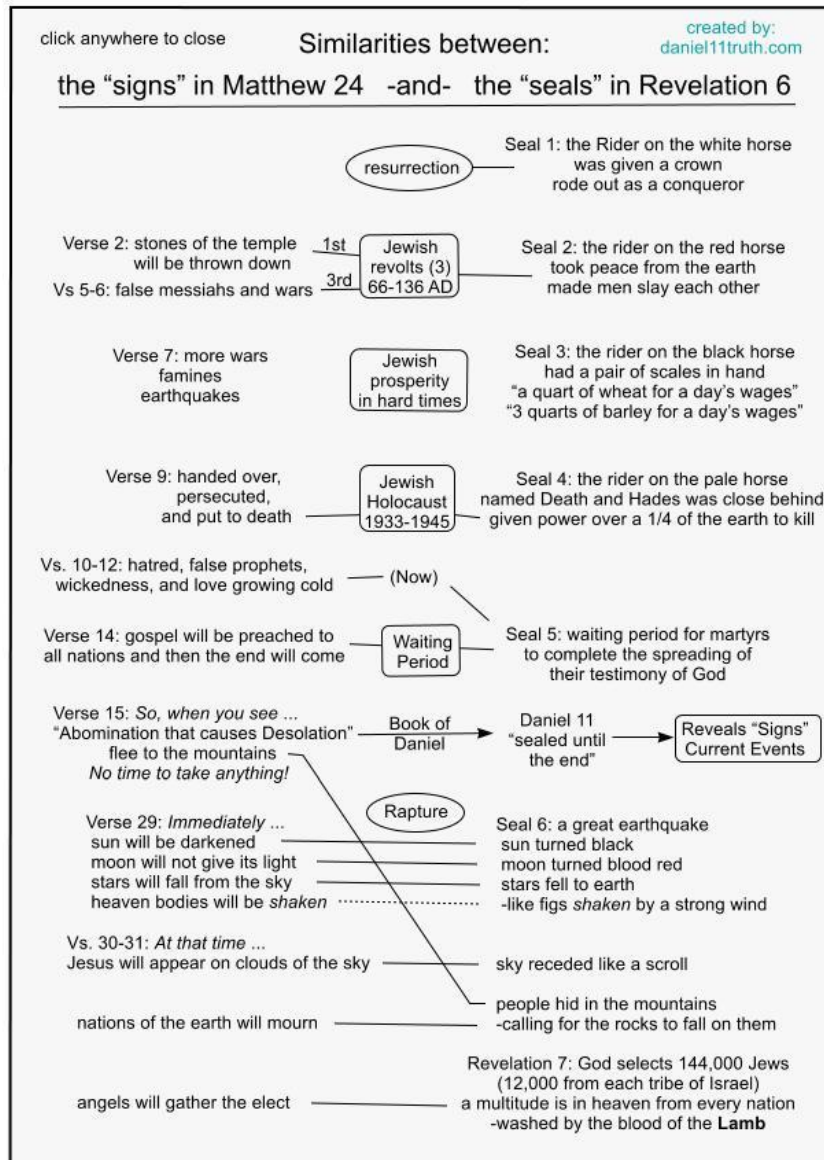 click anywhere to close
created by:
daniel11truth.com
Similarities between:
the “signs” in Matthew 24 -and- the “seals” in Revelation 6
resurrection
Seal 1: the Rider on the white horse
was given a crown
rode out as a conqueror
Verse 2: stones of the temple
will be thrown down
1st
Vs 5-6: false messiahs and wars
3rd
Jewish
revolts (3)
66-136 AD
Seal 2: the rider on the red horse
took peace from the earth
made men slay each other
Verse 7: more wars
famines
earthquakes
Jewish
prosperity
in hard times
Seal 3: the rider on the black horse
had a pair of scales in hand
“a quart of wheat for a day’s wages”
“3 quarts of barley for a day’s wages”
Verse 9: handed over,
persecuted,
and put to death
Jewish
Holocaust
1933-1945
Seal 4: the rider on the pale horse
named Death and Hades was close behind
given power over a 1/4 of the earth to kill
Vs. 10-12: hatred, false prophets,
wickedness, and love growing cold
(Now)
Verse 14: gospel will be preached to
all nations and then the end will come
Waiting
Period
Seal 5: waiting period for martyrs
to complete the spreading of
their testimony of God
Verse 15: So, when you see ...
“Abomination that causes Desolation”
flee to the mountains
No time to take anything!
Book of
Daniel
Daniel 11
“sealed until
the end”
Reveals “Signs”
Current Events
Rapture
Verse 29: Immediately ...
sun will be darkened
moon will not give its light
stars will fall from the sky
heaven bodies will be shaken
Seal 6: a great earthquake
sun turned black
moon turned blood red
stars fell to earth
-like figs shaken by a strong wind
Vs. 30-31: At that time ...
Jesus will appear on clouds of the sky
sky receded like a scroll
people hid in the mountains
nations of the earth will mourn
-calling for the rocks to fall on them
Revelation 7: God selects 144,000 Jews
(12,000 from each tribe of Israel)
angels will gather the elect
a multitude is in heaven from every nation
-washed by the blood of the Lamb